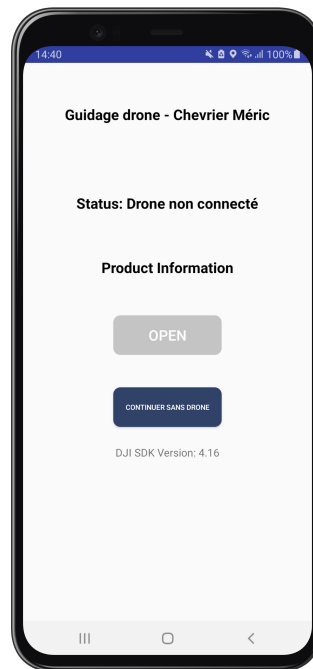 14:40
100%
Guidage drone - Chevrier Méric
Status: Drone non connecté
Product Information
OPEN
CONTINUER SANS DRONE
DJI SDK Version: 4.16